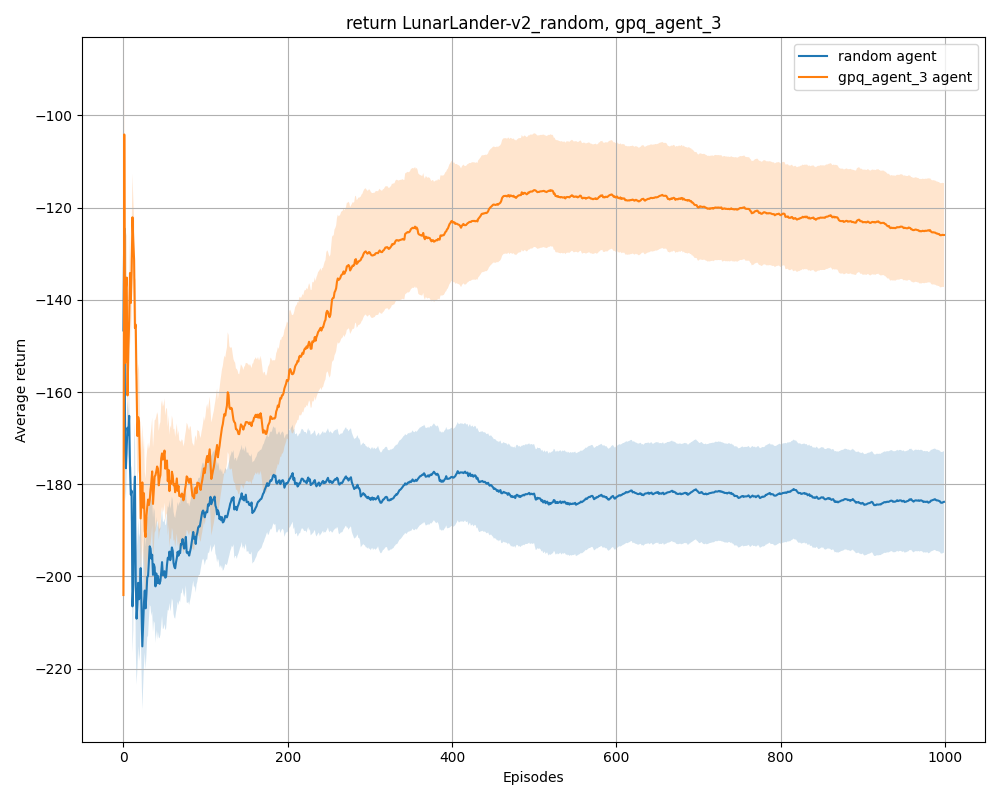 return LunarLander-v2_random, gpq_agent_3
random agent
gpq_agent_3 agent
Average return
−100
−120
−140
−160
−180
−200
−220
0
200
400
600
800
1000
Episodes